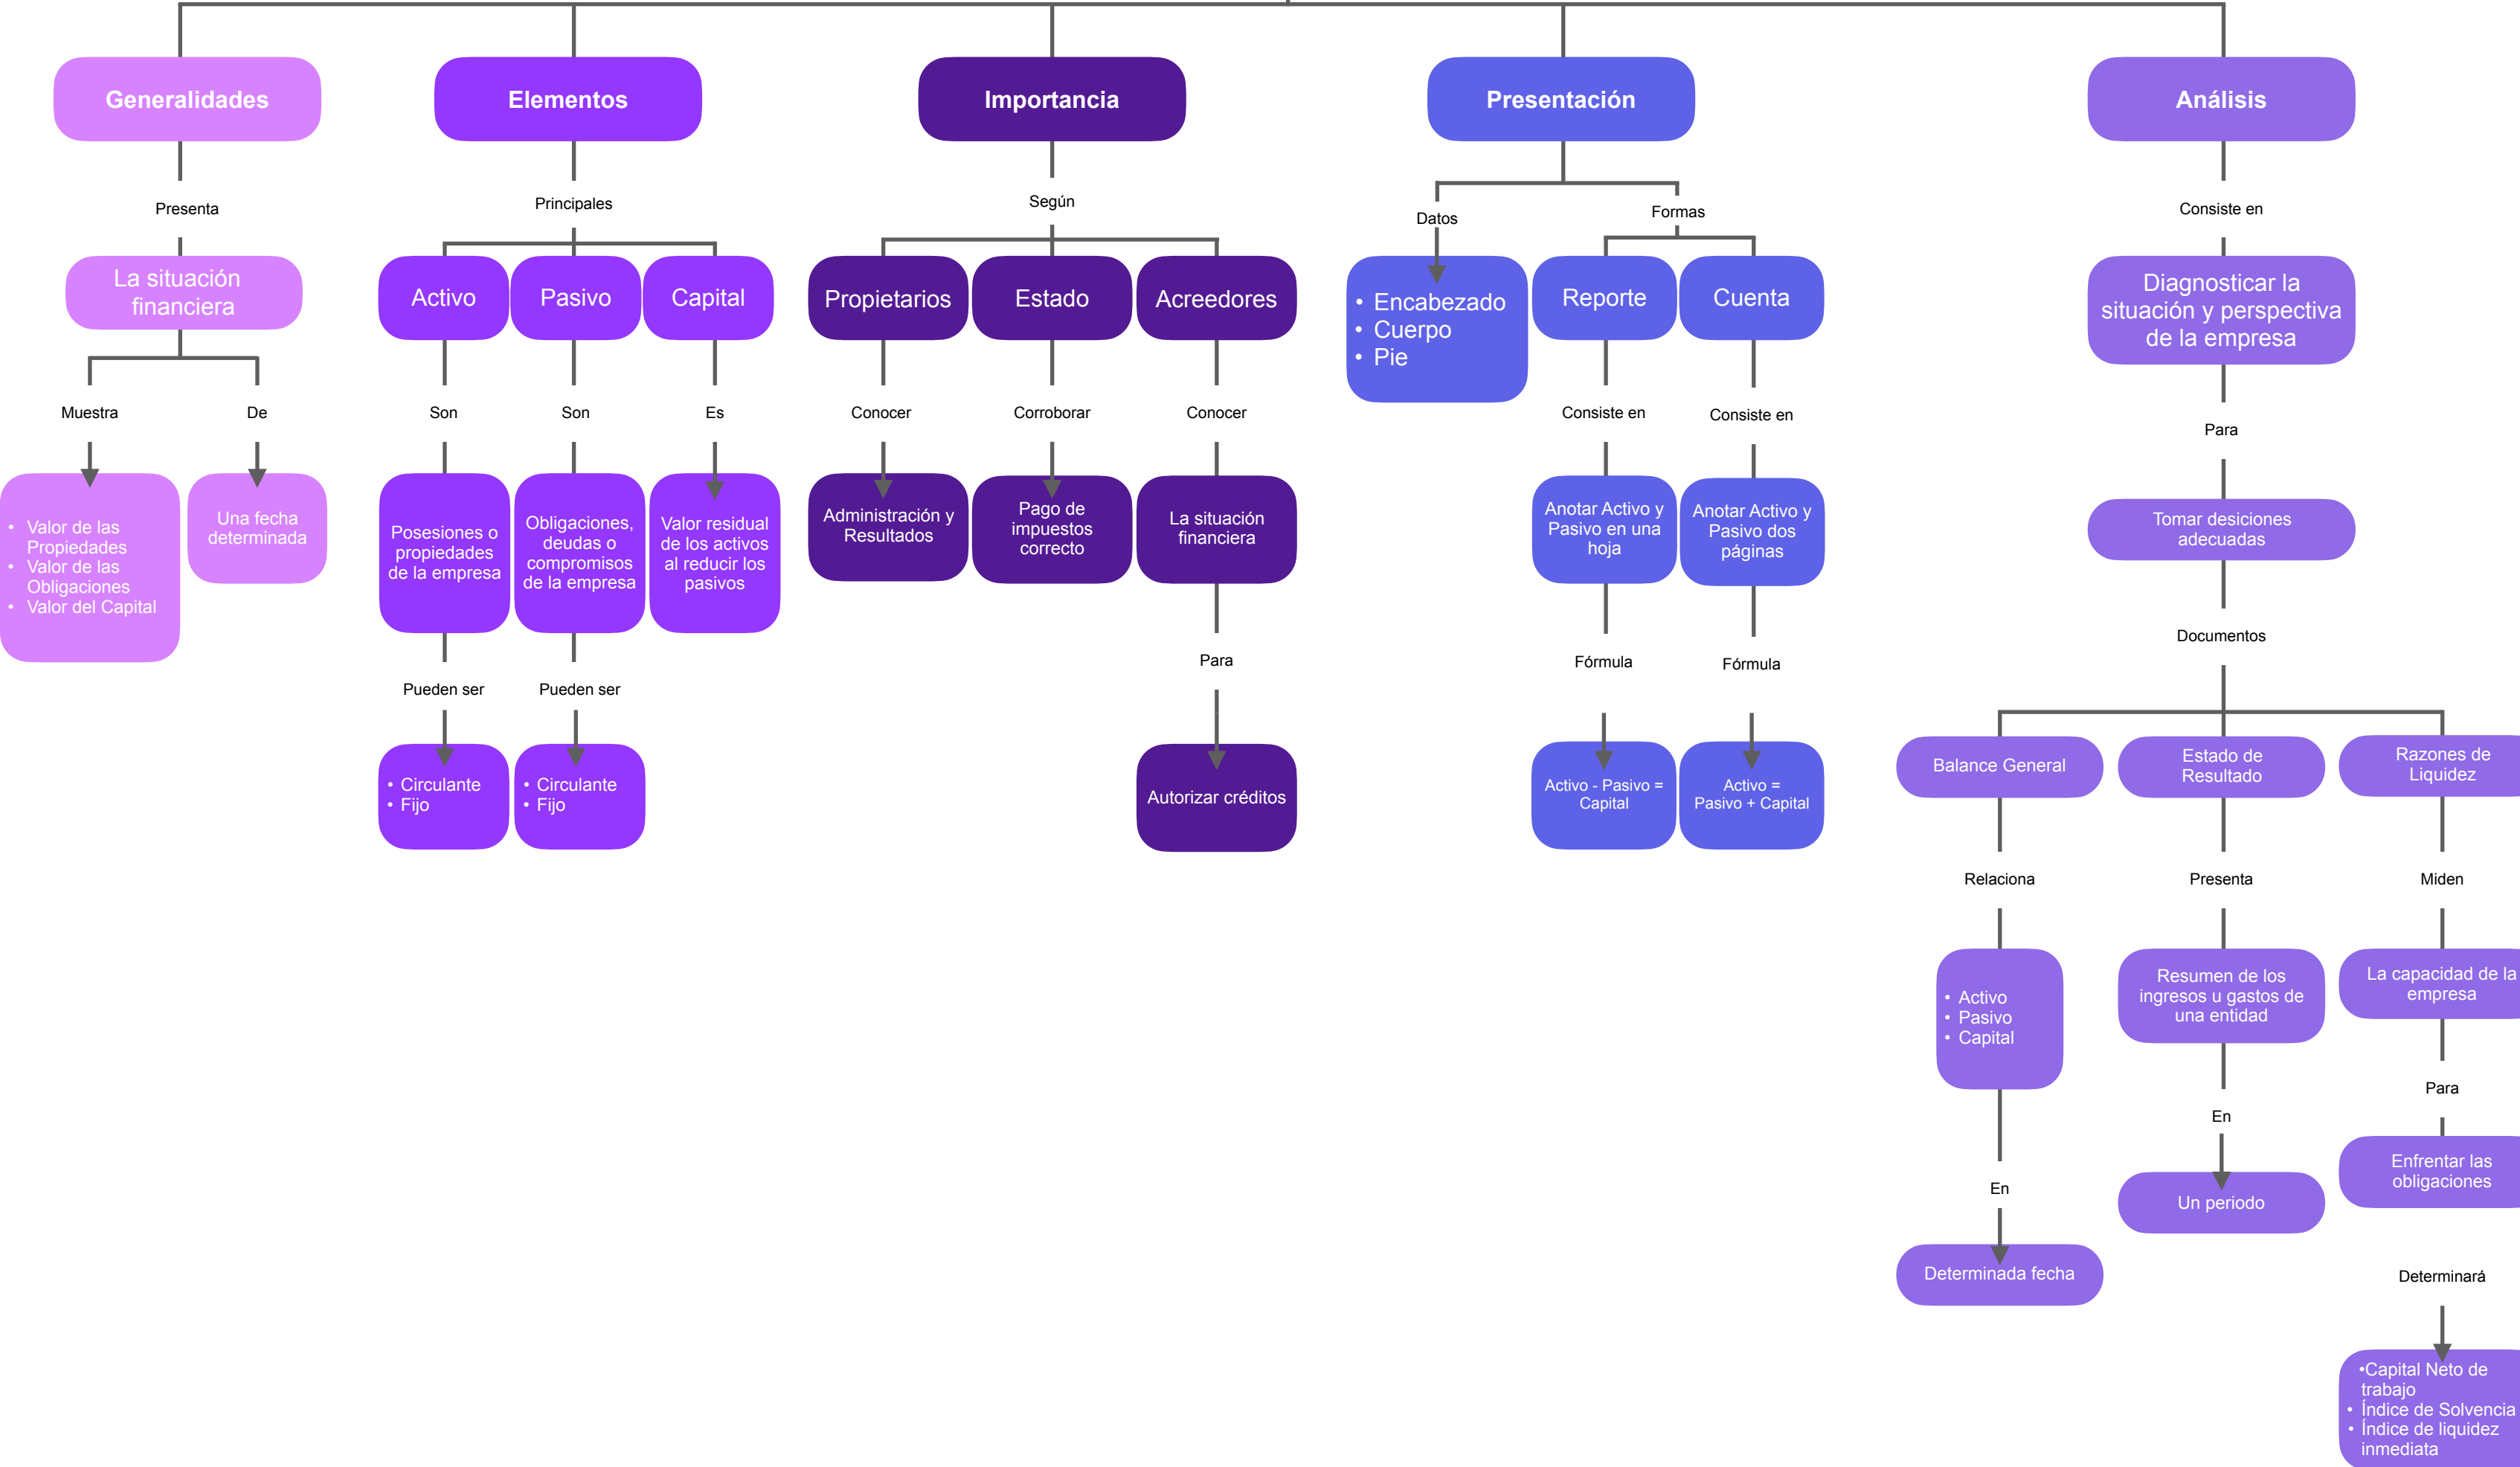 Generalidades
Presenta
La situación
financiera
Muestra
De
• Valor de las
Propiedades
• Valor de las
Obligaciones
• Valor del Capital
Una fecha
determinada
Elementos
Principales
Activo
Pasivo
Capital
Son
Son
Es
Posesiones o
propiedades
de la empresa
Obligaciones,
deudas o
compromisos
de la empresa
Valor residual
de los activos
al reducir los
pasivos
Pueden ser
Pueden ser
• Circulante
• Fijo
• Circulante
• Fijo
Importancia
Según
Propietarios
Estado
Acreedores
Conocer
Corroborar
Conocer
Administración y
Resultados
Pago de
impuestos
correcto
La situación
financiera
Para
Autorizar créditos
Presentación
Datos
Formas
• Encabezado
• Cuerpo
• Pie
Reporte
Cuenta
Consiste en
Consiste en
Anotar Activo y
Pasivo en una
hoja
Anotar Activo y
Pasivo dos
páginas
Fórmula
Fórmula
Activo - Pasivo =
Capital
Activo =
Pasivo + Capital
Análisis
Consiste en
Diagnosticar la
situación y perspectiva
de la empresa
Para
Tomar desiciones
adecuadas
Documentos
Balance General
Estado de
Resultado
Razones de
Liquidez
Relaciona
Presenta
Miden
• Activo
• Pasivo
• Capital
Resumen de los
ingresos u gastos de
una entidad
La capacidad de la
empresa
En
En
Para
Determinada fecha
Un periodo
Enfrentar las
obligaciones
Determinará
•Capital Neto de
trabajo
• Índice de Solvencia
• Índice de liquidez
inmediata